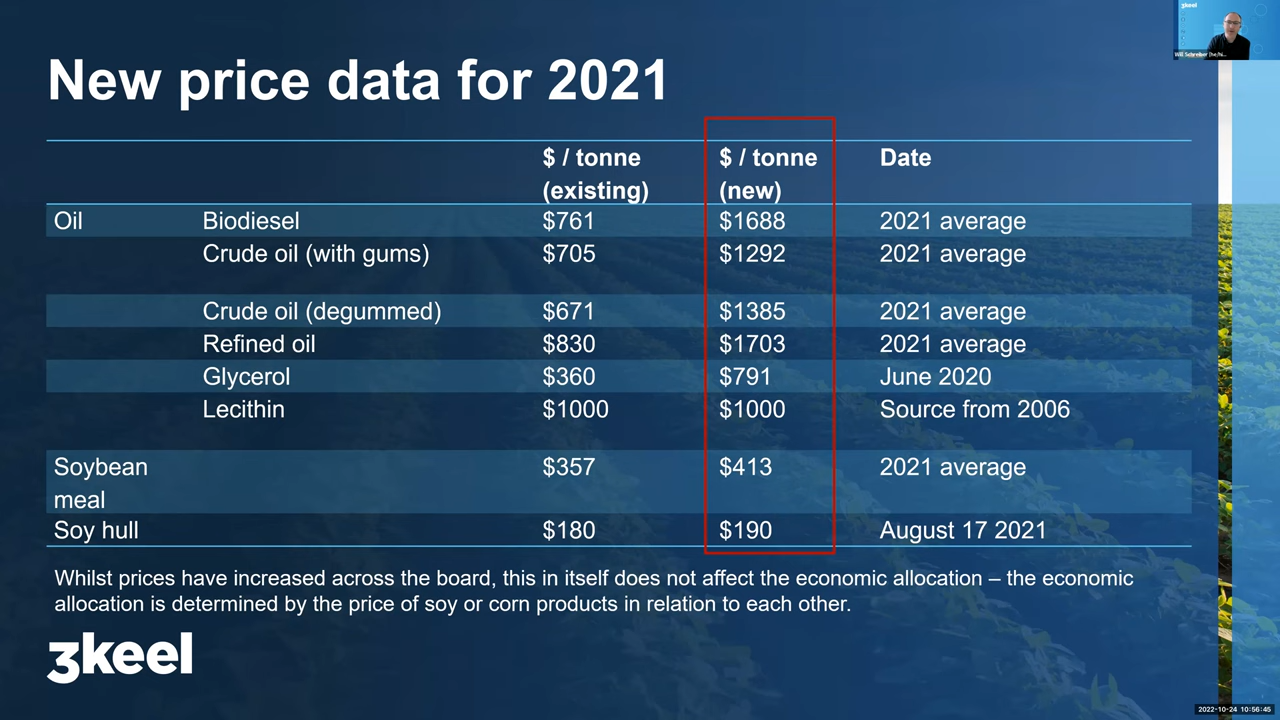 3keel
Will Schreiber (he/hi...
New price data for 2021
$ / tonne (existing) $ / tonne (new) Date
Oil Biodiesel $761 $1688 2021 average
Crude oil (with gums) $705 $1292 2021 average
Crude oil (degummed) $671 $1385 2021 average
Refined oil $830 $1703 2021 average
Glycerol $360 $791 June 2020
Lecithin $1000 $1000 Source from 2006
Soybean meal $357 $413 2021 average
Soy hull $180 $190 August 17 2021
Whilst prices have increased across the board, this in itself does not affect the economic allocation – the economic
allocation is determined by the price of soy or corn products in relation to each other.
3keel
2022-10-24 10:56:45